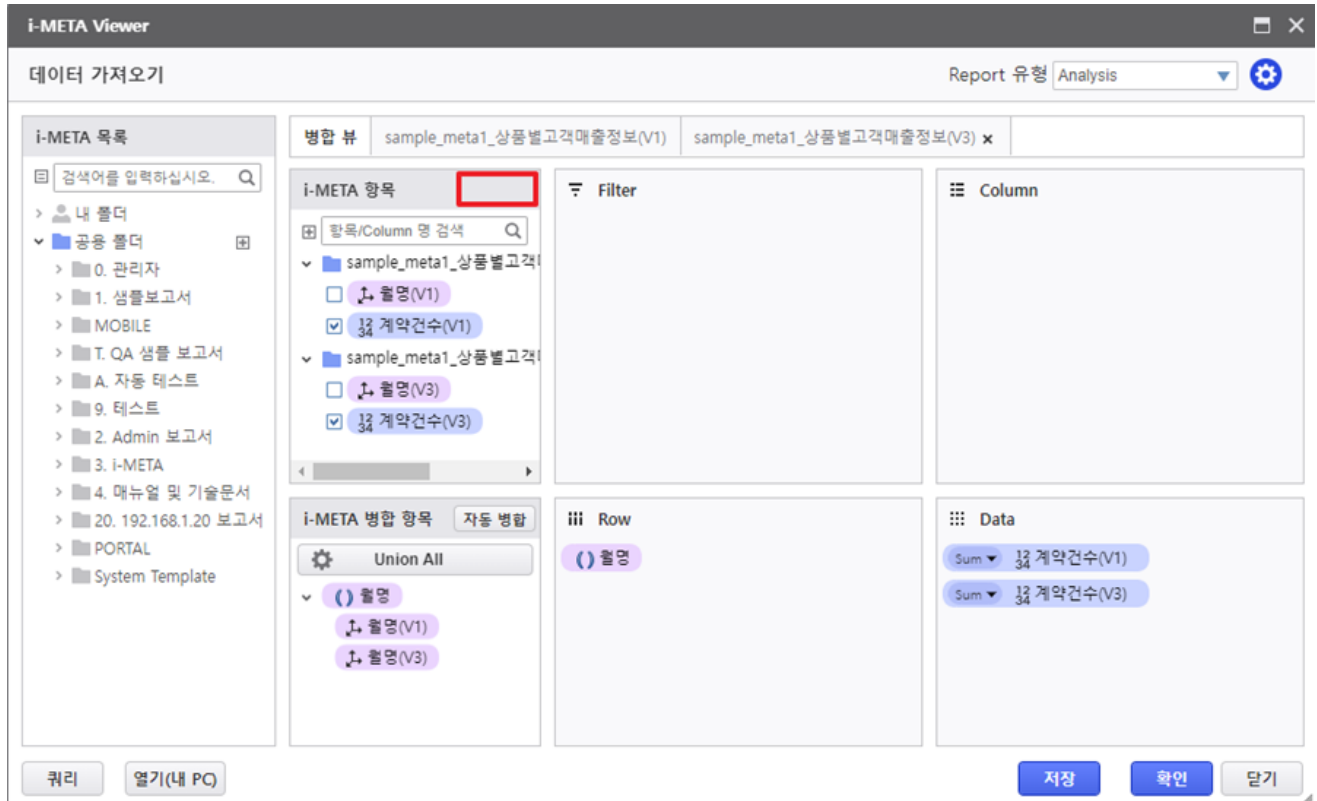 i-META Viewer
데이터 가져오기
Report 유형 Analysis
i-META 목록
검색어를 입력하십시오.
내 폴더
공용 폴더
0. 관리자
1. 샘플보고서
MOBILE
T. QA 샘플 보고서
A. 자동 테스트
9. 테스트
2. Admin 보고서
3. i-META
4. 매뉴얼 및 기술문서
20. 192.168.1.20 보고서
PORTAL
System Template
병합 뷰 sample_meta1_상품별고객매출정보(V1) sample_meta1_상품별고객매출정보(V3)
i-META 항목
항목/Column 명 검색
sample_meta1_상품별고객
월명(V1)
계약건수(V1)
sample_meta1_상품별고객
월명(V3)
계약건수(V3)
Filter
Column
i-META 병합 항목 자동 병합
Union All
월명
월명(V1)
월명(V3)
Row
월명
Data
Sum 계약건수(V1)
Sum 계약건수(V3)
쿼리 열기(내 PC) 저장 확인 닫기